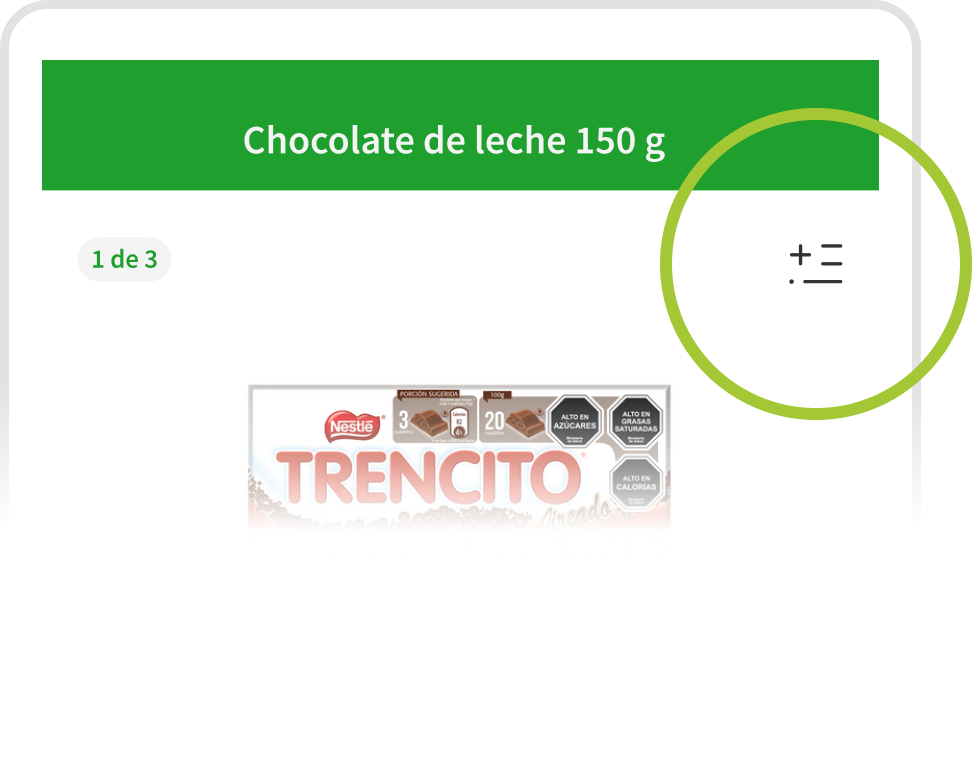 Chocolate de leche 150 g
1 de 3
PORCIÓN SUGERIDA
100g
Nestlé
3
Calorías
82
4%
20
ALTO EN
AZÚCARES
Ministerio
de Salud
ALTO EN
GRASAS
SATURADAS
Ministerio
de Salud
TRENCITO
ALTO EN
CALORÍAS
Ministerio
de Salud
Aireado